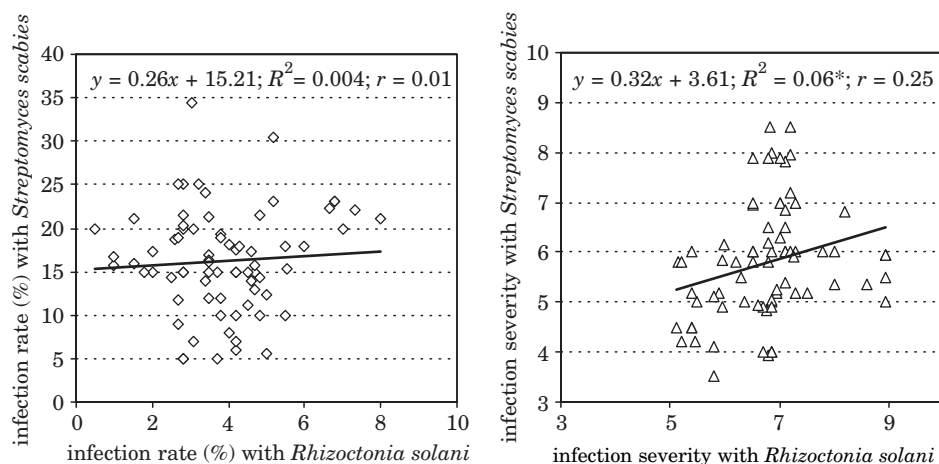 infection rate (%) with Streptomyces scabies
40
35
30
25
20
15
10
5
0
y = 0.26x + 15.21; R² = 0.004; r = 0.01
0 2 4 6 8 10
infection rate (%) with Rhizoctonia solani
infection severity with Streptomyces scabies
10
9
8
7
6
5
4
3
y = 0.32x + 3.61; R² = 0.06*; r = 0.25
3 5 7 9
infection severity with Rhizoctonia solani